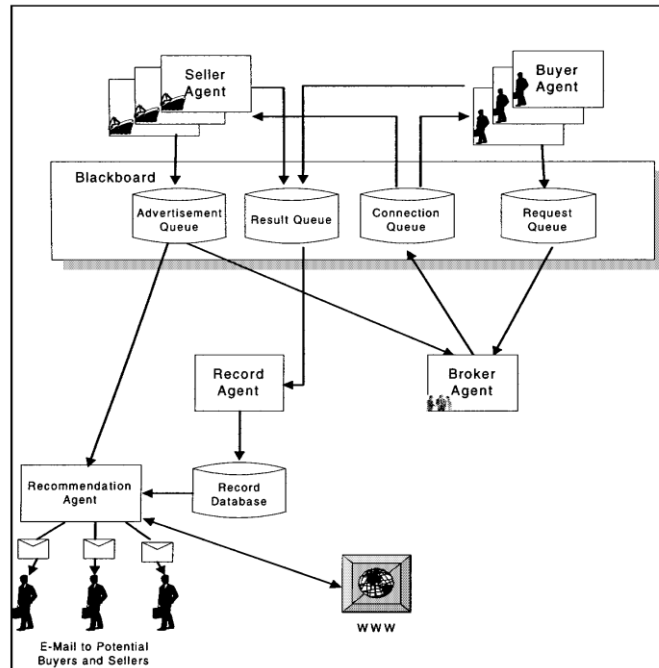 Seller
Agent
Buyer
Agent
Blackboard
Advertisement
Queue
Result Queue
Connection
Queue
Request
Queue
Record
Agent
Broker
Agent
Recommendation
Agent
Record
Database
WWW
E-Mail to Potential
Buyers and Sellers